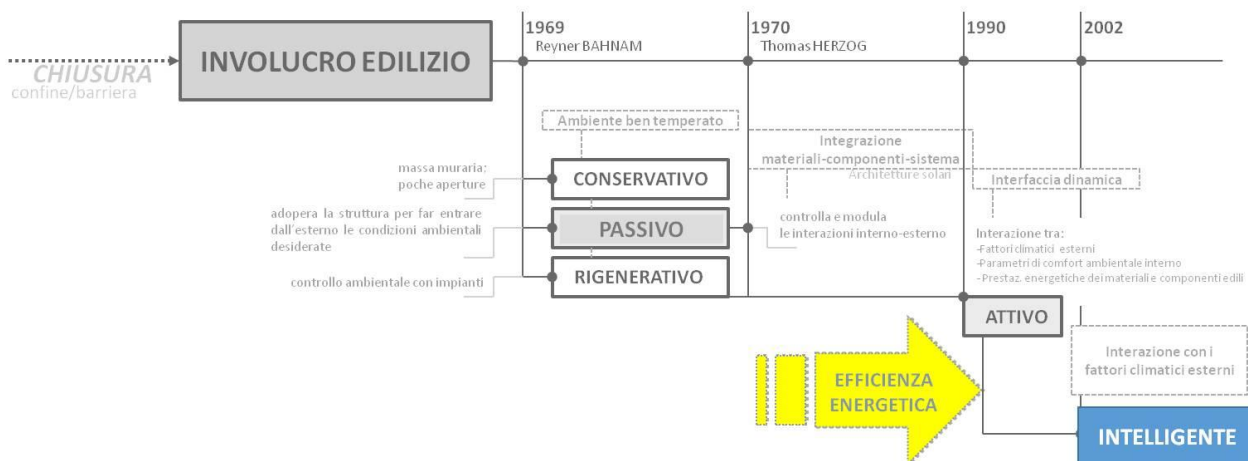 1969
Reyner BAHNAM
1970
Thomas HERZOG
1990
2002
INVOLUCRO EDILIZIO
CHIUSURA
confine/barriera
Ambiente ben temperato
Integrazione
materiali-componenti-sistema
Architetture solari
Interfaccia dinamica
massa muraria:
poche aperture
CONSERVATIVO
adopera la struttura per far entrare
dall'esterno le condizioni ambientali
desiderate
PASSIVO
controlla e modula
le interazioni interno-esterno
Interazione tra:
-Fattori climatici esterni
-Parametri di comfort ambientale interno
-Prestaz. energetiche dei materiali e componenti edili
controllo ambientale con impianti
RIGENERATIVO
ATTIVO
EFFICIENZA
ENERGETICA
Interazione con i
fattori climatici esterni
INTELLIGENTE